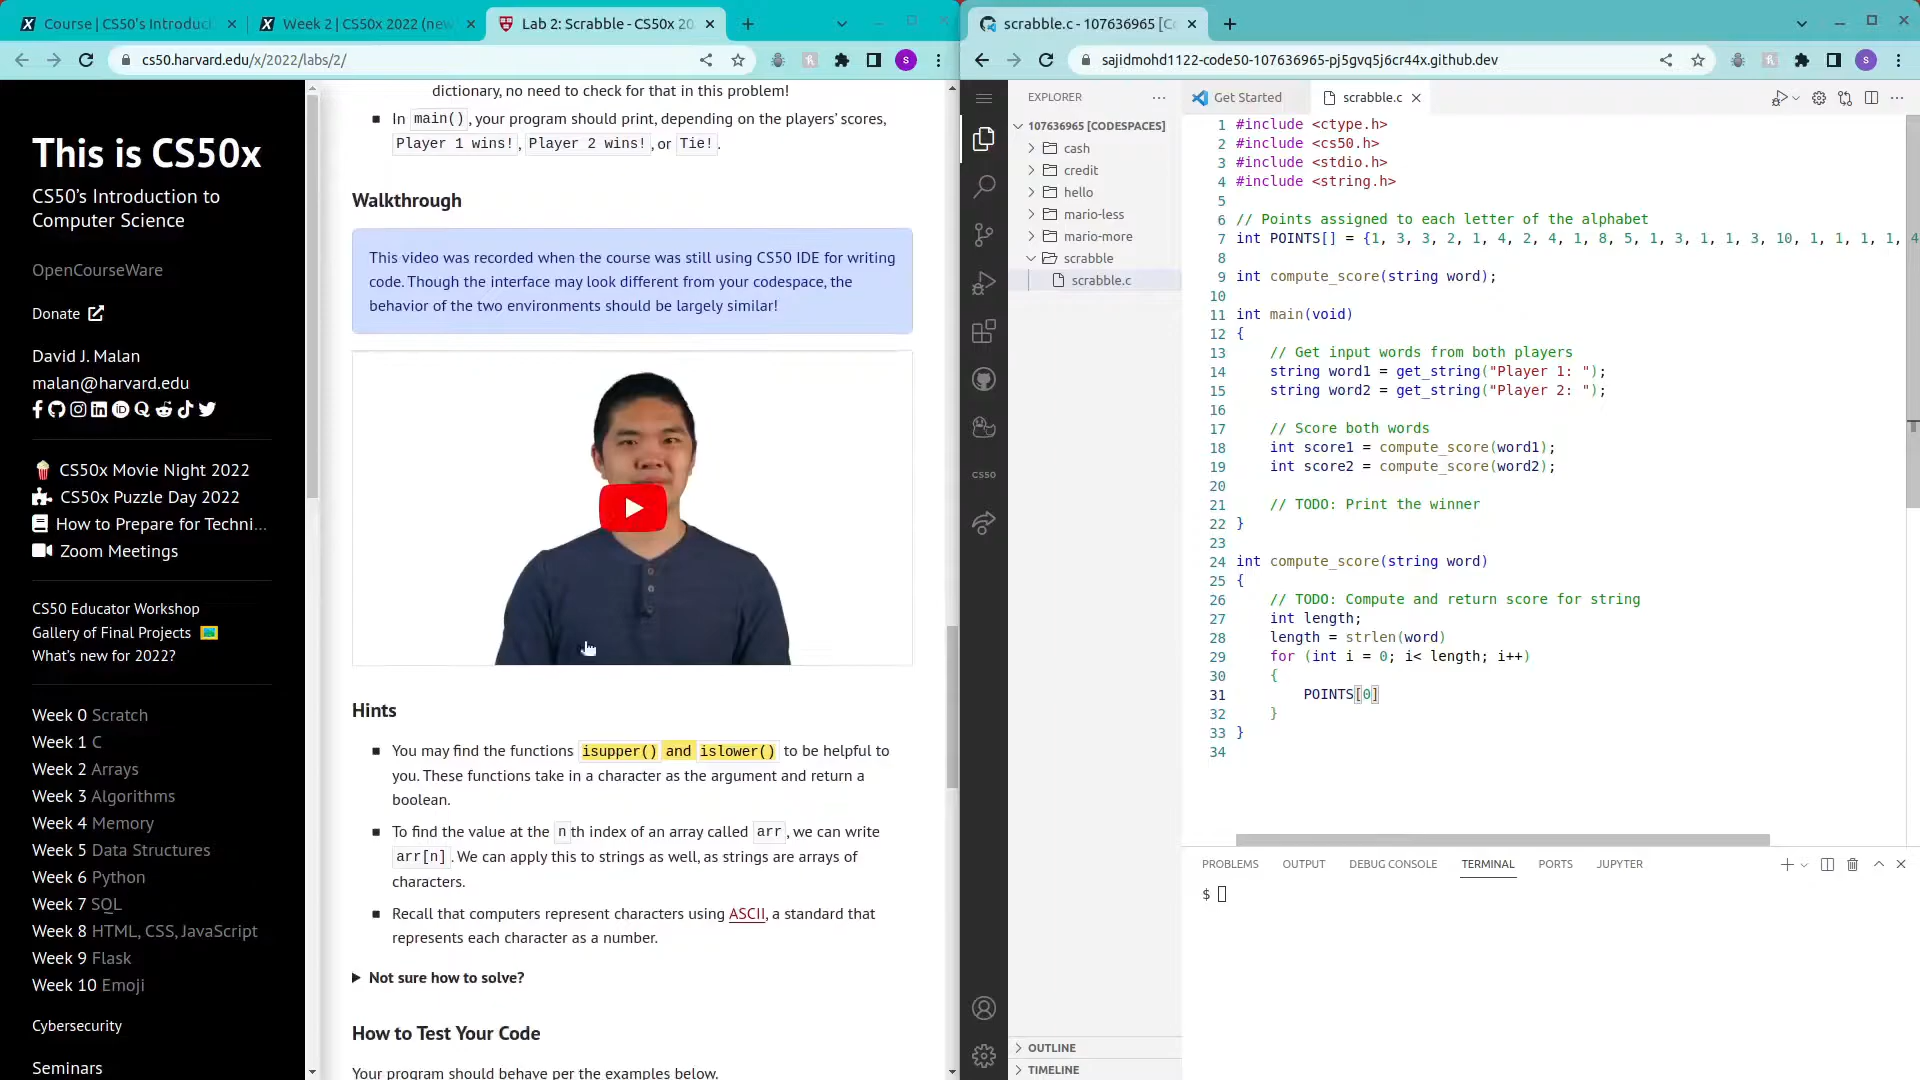 Course | CS50's Introduct
Week 2 | CS50x 2022 (new
Lab 2: Scrabble - CS50x 20
cs50.harvard.edu/x/2022/labs/2/
S
This is CS50x
CS50's Introduction to
Computer Science
OpenCourseWare
Donate
David J. Malan
malan@harvard.edu
CS50x Movie Night 2022
CS50x Puzzle Day 2022
How to Prepare for Techni...
Zoom Meetings
CS50 Educator Workshop
Gallery of Final Projects
What's new for 2022?
Week 0 Scratch
Week 1 C
Week 2 Arrays
Week 3 Algorithms
Week 4 Memory
Week 5 Data Structures
Week 6 Python
Week 7 SQL
Week 8 HTML, CSS, JavaScript
Week 9 Flask
Week 10 Emoji
Cybersecurity
Seminars
dictionary, no need to check for that in this problem!
In main(), your program should print, depending on the players' scores,
Player 1 wins!, Player 2 wins!, or Tie!.
Walkthrough
This video was recorded when the course was still using CS50 IDE for writing
code. Though the interface may look different from your codespace, the
behavior of the two environments should be largely similar!
Hints
You may find the functions isupper() and islower() to be helpful to
you. These functions take in a character as the argument and return a
boolean.
To find the value at the nth index of an array called arr, we can write
arr[n]. We can apply this to strings as well, as strings are arrays of
characters.
Recall that computers represent characters using ASCII, a standard that
represents each character as a number.
Not sure how to solve?
How to Test Your Code
Your program should behave per the examples below.
scrabble.c - 107636965 [Co
sajidmohd1122-code50-107636965-pj5gvq5j6cr44x.github.dev
S
EXPLORER
107636965 [CODESPACES]
cash
credit
hello
mario-less
mario-more
scrabble
scrabble.c
CS50
OUTLINE
TIMELINE
Get Started
scrabble.c
1 #include <ctype.h>
2 #include <cs50.h>
3 #include <stdio.h>
4 #include <string.h>
5
6 // Points assigned to each letter of the alphabet
7 int POINTS[] = {1, 3, 3, 2, 1, 4, 2, 4, 1, 8, 5, 1, 3, 1, 1, 3, 10, 1, 1, 1, 1, 4
8
9 int compute_score(string word);
10
11 int main(void)
12 {
13 // Get input words from both players
14 string word1 = get_string("Player 1: ");
15 string word2 = get_string("Player 2: ");
16
17 // Score both words
18 int score1 = compute_score(word1);
19 int score2 = compute_score(word2);
20
21 // TODO: Print the winner
22 }
23
24 int compute_score(string word)
25 {
26 // TODO: Compute and return score for string
27 int length;
28 length = strlen(word)
29 for (int i = 0; i< length; i++)
30 {
31 POINTS[0]
32 }
33 }
34
PROBLEMS OUTPUT DEBUG CONSOLE TERMINAL PORTS JUPYTER
$